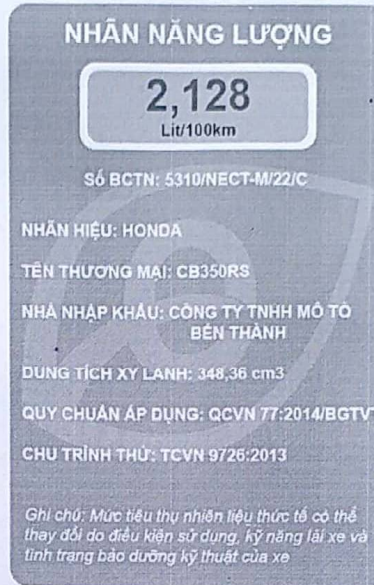 NHÃN NĂNG LƯỢNG
2,128
Lít/100km
Số BCTN: 5310/NECT-M/22/C
NHÃN HIỆU: HONDA
TÊN THƯƠNG MẠI: CB350RS
NHÀ NHẬP KHẨU: CÔNG TY TNHH MÔ TÔ
BẾN THÀNH
DUNG TÍCH XY LANH: 348,36 cm3
QUY CHUẨN ÁP DỤNG: QCVN 77:2014/BGTVT
CHU TRÌNH THỬ: TCVN 9726:2013
Ghi chú: Mức tiêu thụ nhiên liệu thực tế có thể
thay đổi do điều kiện sử dụng, kỹ năng lái xe và
tình trạng bảo dưỡng kỹ thuật của xe